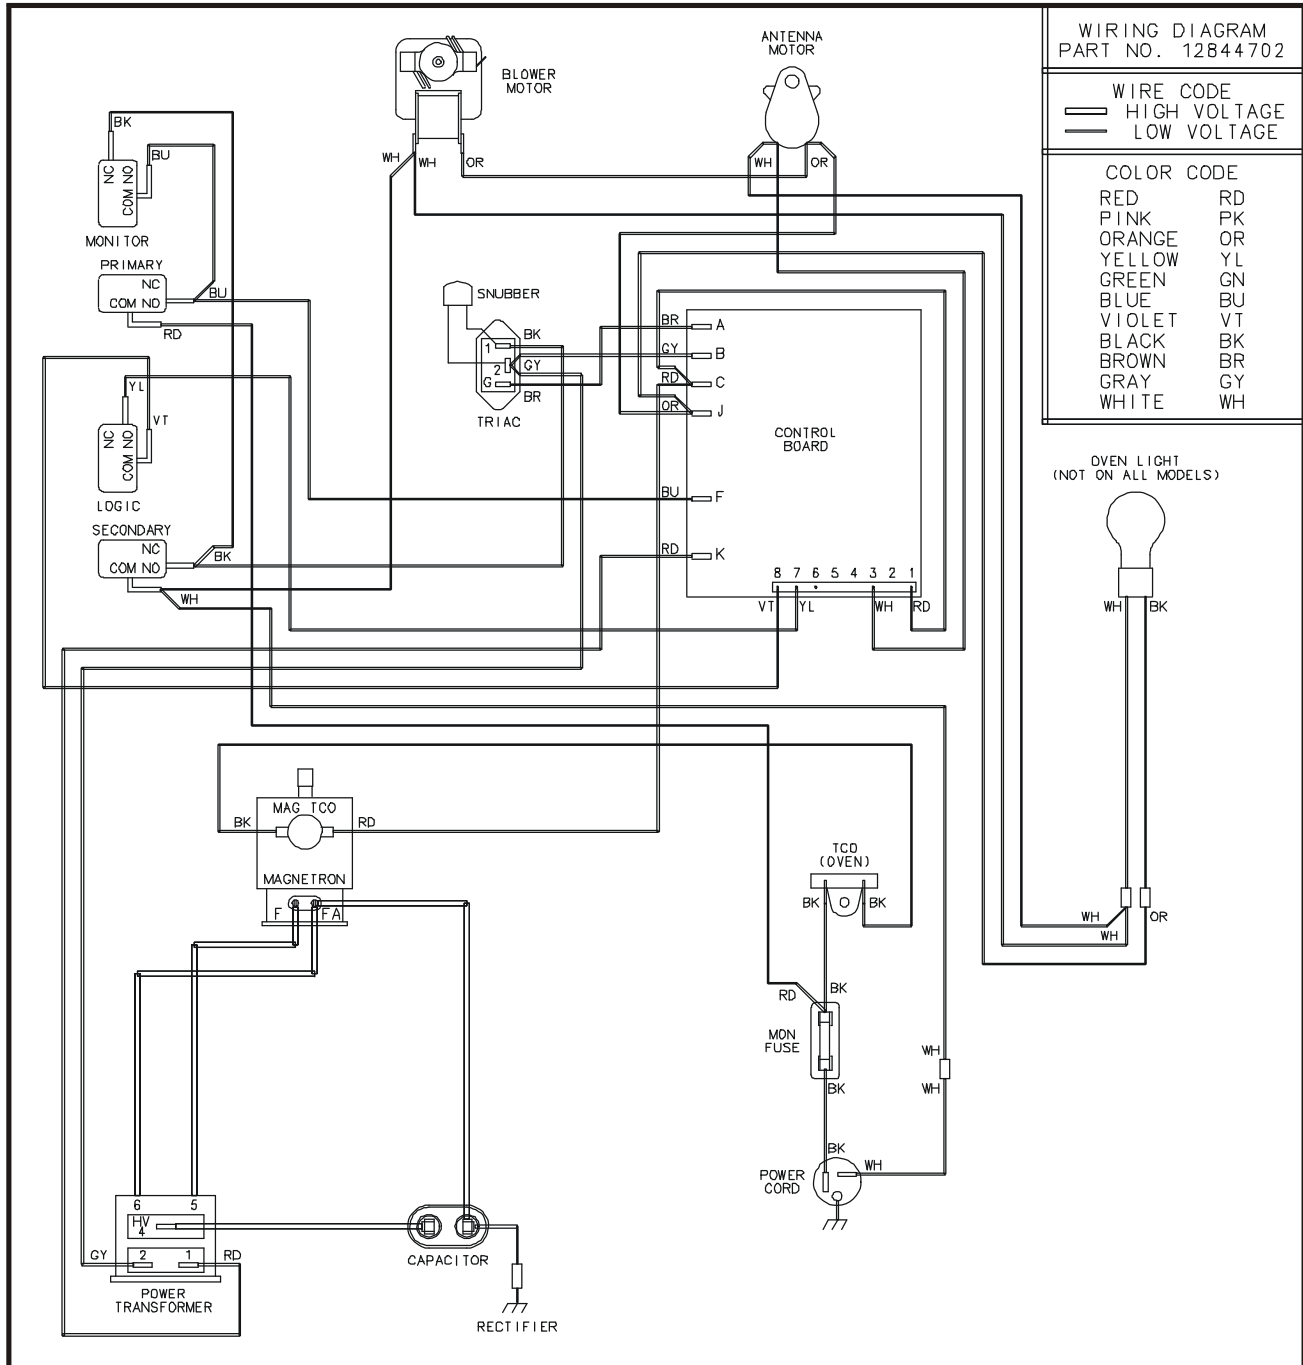 WIRING DIAGRAM
PART NO. 12844702
WIRE CODE
HIGH VOLTAGE
LOW VOLTAGE
COLOR CODE
RED RD
PINK PK
ORANGE OR
YELLOW YL
GREEN GN
BLUE BU
VIOLET VT
BLACK BK
BROWN BR
GRAY GY
WHITE WH
BLOWER
MOTOR
WH
WH
OR
ANTENNA
MOTOR
WH
OR
BK
BU
NC
COM NO
MONITOR
PRIMARY
NC
COM NO
BU
RD
SNUBBER
1
2
G
BK
GY
BR
TRIAC
BR A
GY B
RD C
OR J
CONTROL
BOARD
BU F
RD K
8 7 6 5 4 3 2 1
VT YL WH RD
YL
VT
NC
COM NO
LOGIC
SECONDARY
NC
COM NO
BK
WH
OVEN LIGHT
(NOT ON ALL MODELS)
WH BK
WH
WH
OR
MAG TCO
BK
RD
MAGNETRON
F FA
TCO
(OVEN)
BK BK
RD
BK
MON
FUSE
BK
WH
WH
BK
WH
POWER
CORD
6 5
HV
4
GY 2 1 RD
POWER
TRANSFORMER
CAPACITOR
RECTIFIER